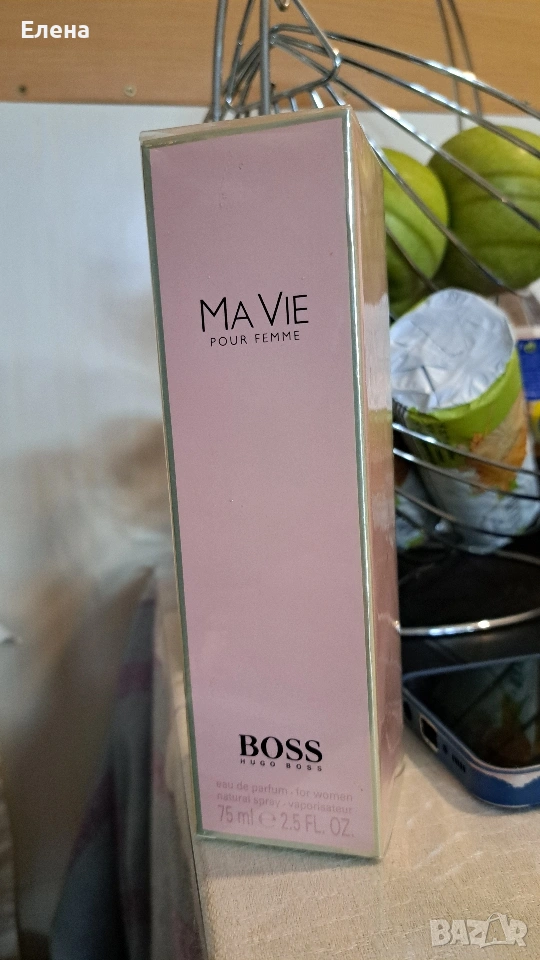 Елена
MA VIE
POUR FEMME
BOSS
HUGO BOSS
eau de parfum - for women
natural spray - vaporisateur
75 ml e 2.5 FL. OZ.
BAZAR